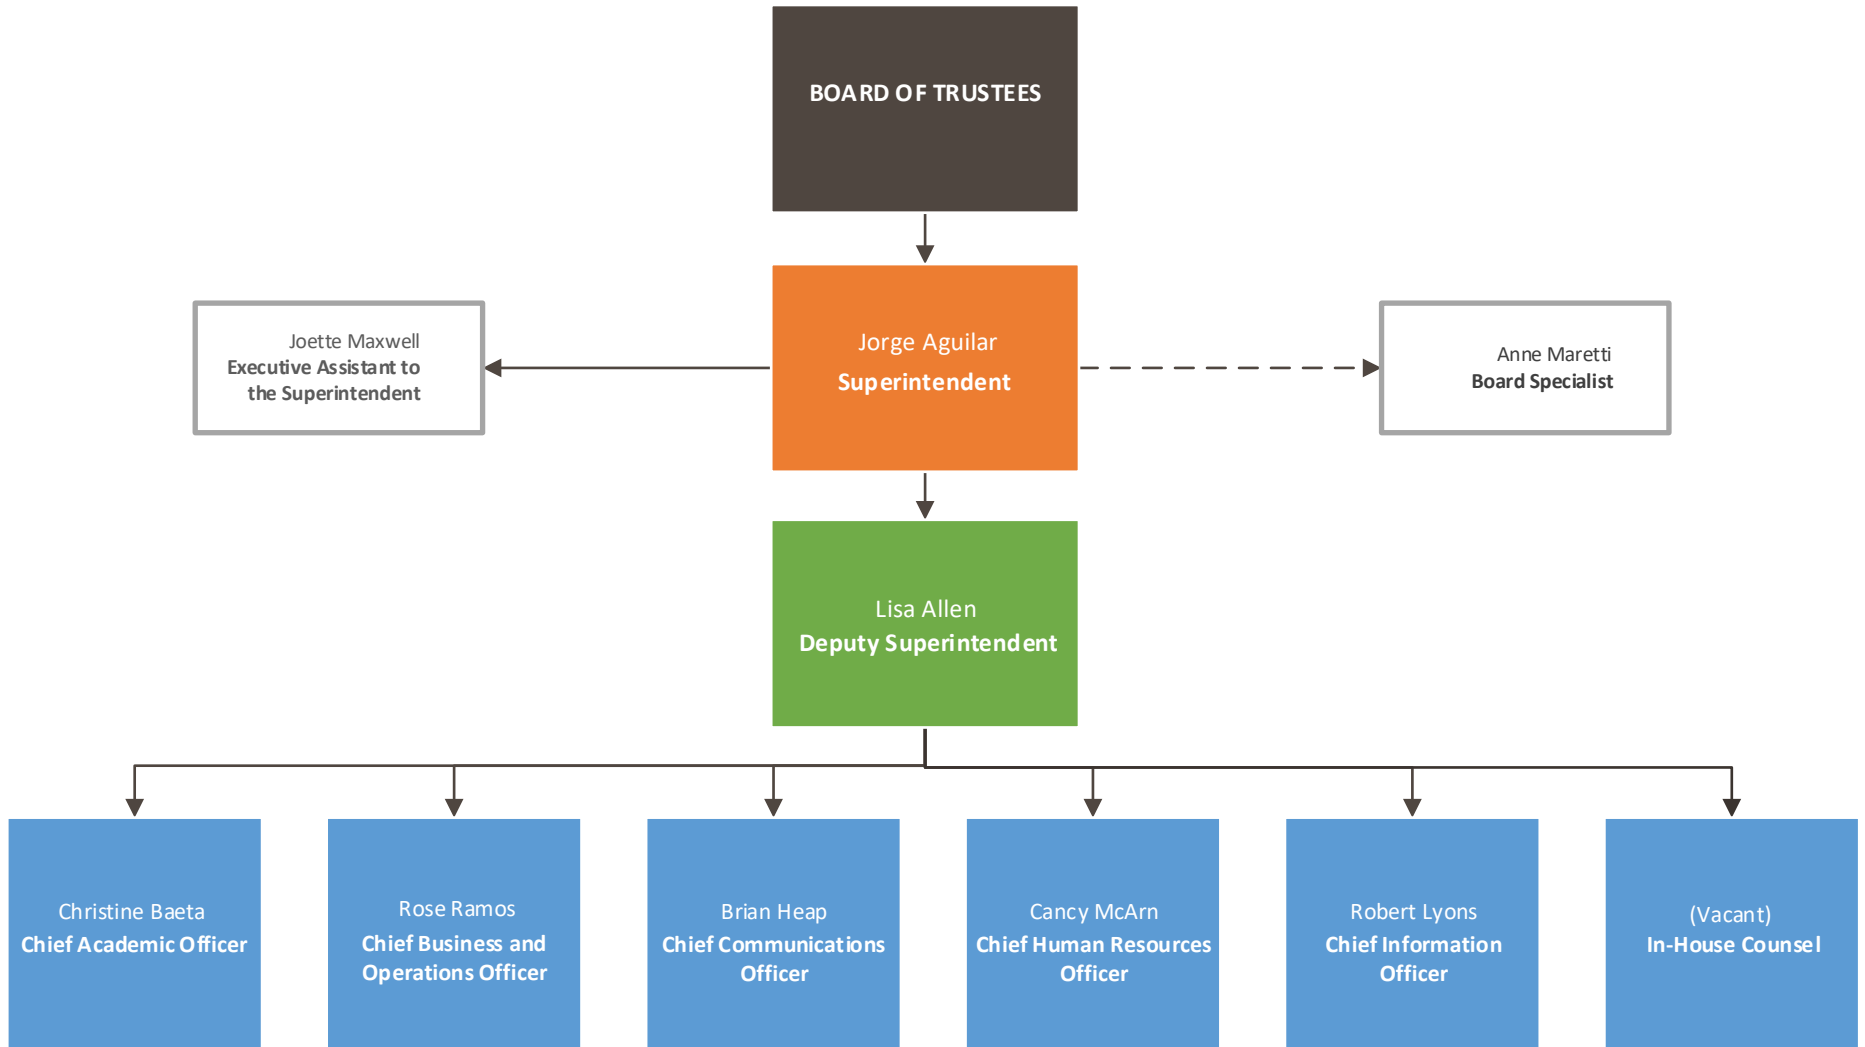 BOARD OF TRUSTEES
Joette Maxwell
Executive Assistant to
the Superintendent
Jorge Aguilar
Superintendent
Anne Maretti
Board Specialist
Lisa Allen
Deputy Superintendent
Christine Baeta
Chief Academic Officer
Rose Ramos
Chief Business and
Operations Officer
Brian Heap
Chief Communications
Officer
Cancy McArn
Chief Human Resources
Officer
Robert Lyons
Chief Information
Officer
(Vacant)
In-House Counsel